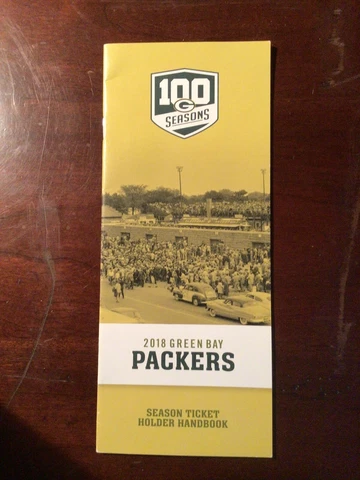 100
G
SEASONS
2018 GREEN BAY
PACKERS
SEASON TICKET
HOLDER HANDBOOK